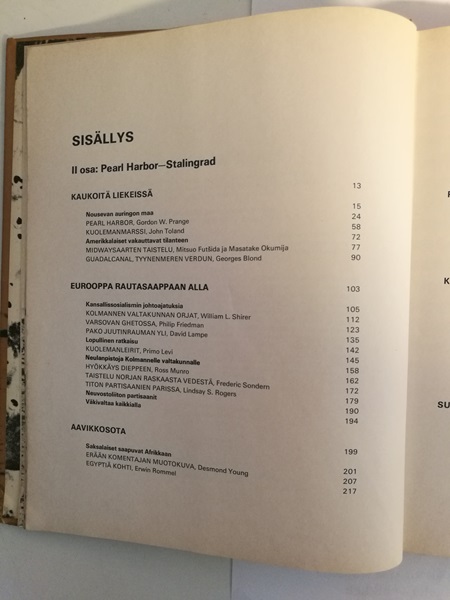 SISÄLLYS
II osa: Pearl Harbor—Stalingrad
KAUKOITÄ LIEKEISSÄ 13
Nousevan auringon maa 15
PEARL HARBOR, Gordon W. Prange 24
KUOLEMANMARSSI, John Toland 58
Amerikkalaiset vakauttavat tilanteen 72
MIDWAYSAARTEN TAISTELU, Mitsuo Futšida ja Masatake Okumija 77
GUADALCANAL, TYYNENMEREN VERDUN, Georges Blond 90
EUROOPPA RAUTASAAPPAAN ALLA 103
Kansallissosialismin johtoajatuksia 105
KOLMANNEN VALTAKUNNAN ORJAT, William L. Shirer 112
VARSOVAN GHETOSSA, Philip Friedman 123
PAKO JUUTINRAUMAN YLI, David Lampe 135
Lopullinen ratkaisu 142
KUOLEMANLEIRIT, Primo Levi 145
Neulanpistoja Kolmannelle valtakunnalle 158
HYÖKKÄYS DIEPPEEN, Ross Munro 162
TAISTELU NORJAN RASKAASTA VEDESTÄ, Frederic Sondern 172
TITON PARTISAANIEN PARISSA, Lindsay S. Rogers 179
Neuvostoliiton partisaanit 190
Väkivaltaa kaikkialla 194
AAVIKKOSOTA 199
Saksalaiset saapuvat Afrikkaan 201
ERÄÄN KOMENTAJAN MUOTOKUVA, Desmond Young 207
EGYPTIÄ KOHTI, Erwin Rommel 217
K
SU